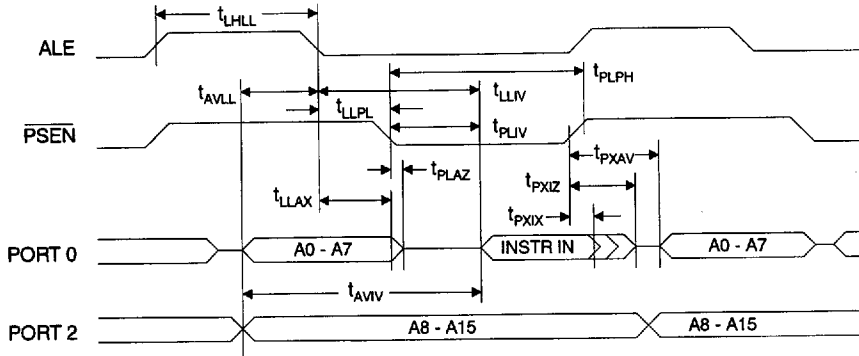 tLHLL
ALE
tPLPH
tAVLL
tLLIV
tLLPL
PSEN
tPLIV
tPXAV
tPLAZ
tPXIZ
tLLAX
tPXIX
PORT 0
A0 - A7
INSTR IN
A0 - A7
tAVIV
PORT 2
A8 - A15
A8 - A15